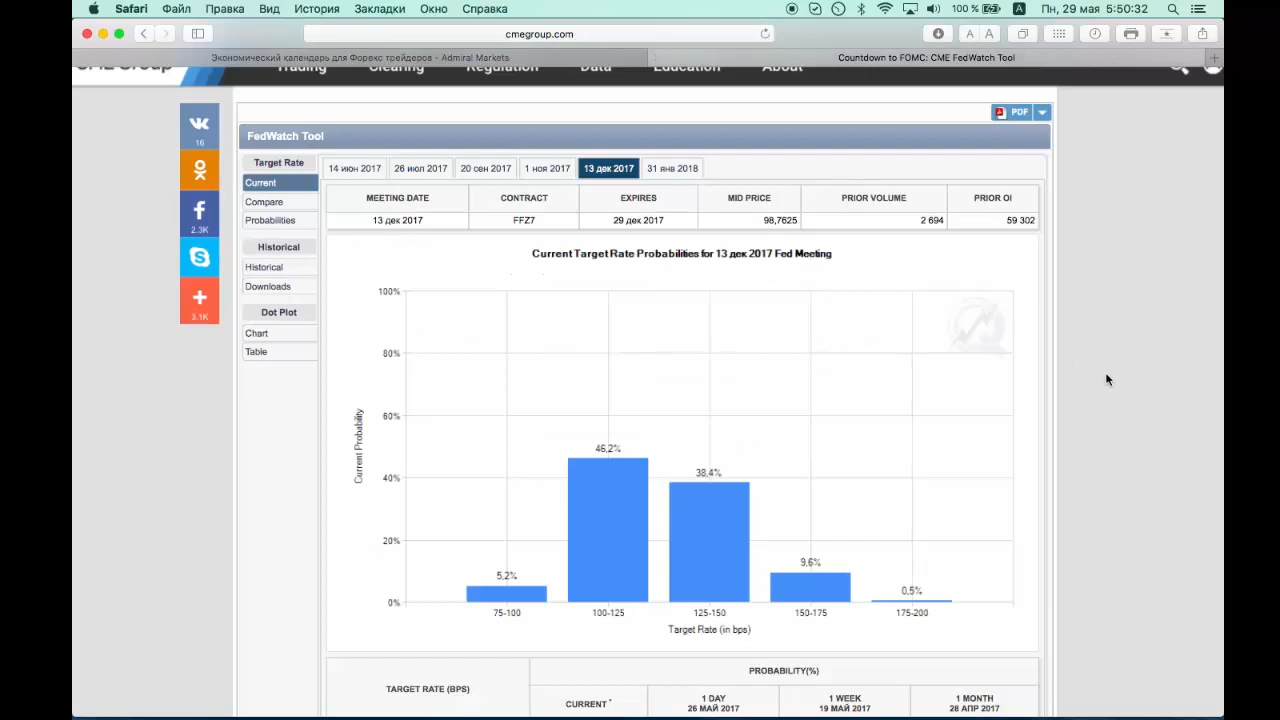 Safari Файл Правка Вид История Закладки Окно Справка 100 % A Пн, 29 мая 5:50:32
cmegroup.com
A A
Экономический календарь для Форекс трейдеров - Admiral Markets
Countdown to FOMC: CME FedWatch Tool
CME Group Trading Clearing Regulation Data Education About
PDF
16
2.3K
3.1K
FedWatch Tool
Target Rate
Current
Compare
Probabilities
Historical
Historical
Downloads
Dot Plot
Chart
Table
14 июн 2017 26 июл 2017 20 сен 2017 1 ноя 2017 13 дек 2017 31 янв 2018
MEETING DATE CONTRACT EXPIRES MID PRICE PRIOR VOLUME PRIOR OI
13 дек 2017 FFZ7 29 дек 2017 98,7625 2 694 59 302
Current Target Rate Probabilities for 13 дек 2017 Fed Meeting
100%
80%
60%
40%
20%
0%
Current Probability
5,2%
46,2%
38,4%
9,6%
0,5%
75-100 100-125 125-150 150-175 175-200
Target Rate (in bps)
TARGET RATE (BPS)
PROBABILITY(%)
CURRENT *
1 DAY
26 МАЙ 2017
1 WEEK
19 МАЙ 2017
1 MONTH
28 АПР 2017